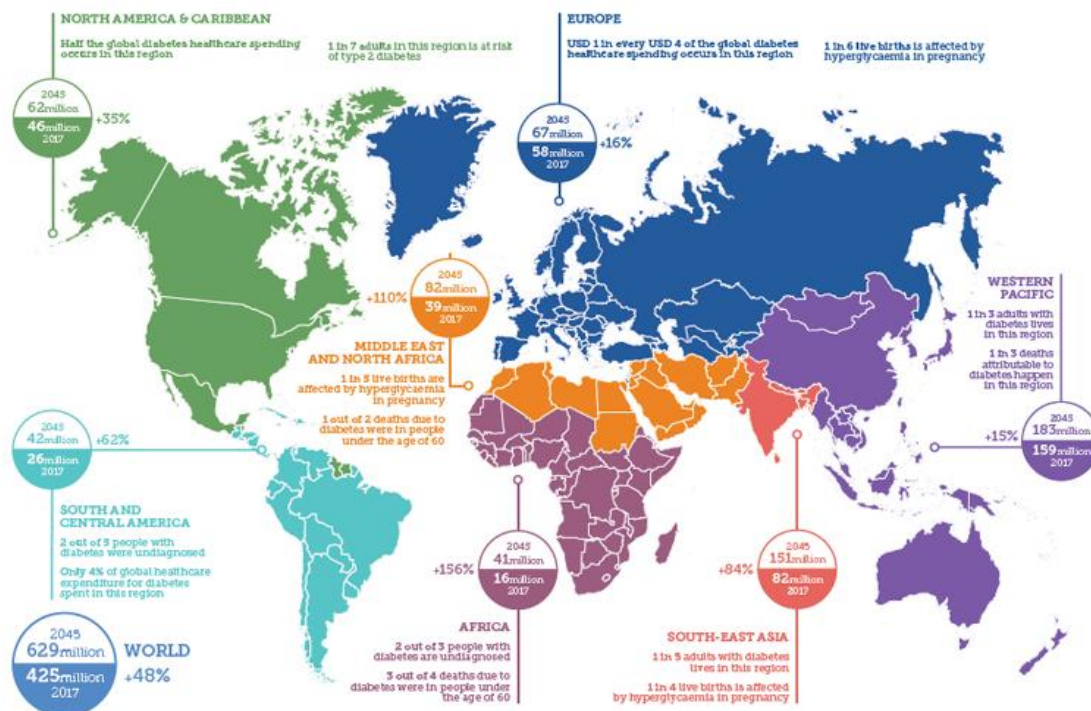 NORTH AMERICA & CARIBBEAN
Half the global diabetes healthcare spending
occurs in this region
1 in 7 adults in this region is at risk
of type 2 diabetes
2045
62million
46million
2017
+35%
EUROPE
USD 1 in every USD 4 of the global diabetes
healthcare spending occurs in this region
1 in 6 live births is affected by
hyperglycaemia in pregnancy
2045
67million
58million
2017
+16%
2045
82million
39million
2017
+110%
MIDDLE EAST
AND NORTH AFRICA
1 in 5 live births are
affected by hyperglycaemia
in pregnancy
1 out of 2 deaths due to
diabetes were in people
under the age of 60
WESTERN
PACIFIC
1 in 3 adults with
diabetes lives in
this region
1 in 3 deaths
attributable to
diabetes happen
in this region
2045
183million
159million
2017
+15%
2045
42million
26million
2017
+62%
SOUTH AND
CENTRAL AMERICA
2 out of 5 people with
diabetes were undiagnosed
Only 4% of global healthcare
expenditure for diabetes
spent in this region
2045
41million
16million
2017
+156%
AFRICA
2 out of 3 people with
diabetes are undiagnosed
3 out of 4 deaths due to
diabetes were in people under
the age of 60
2045
151million
82million
2017
+84%
SOUTH-EAST ASIA
1 in 5 adults with diabetes
lives in this region
1 in 4 live births is affected
by hyperglycaemia in pregnancy
2045
629million
425million
2017
WORLD
+48%